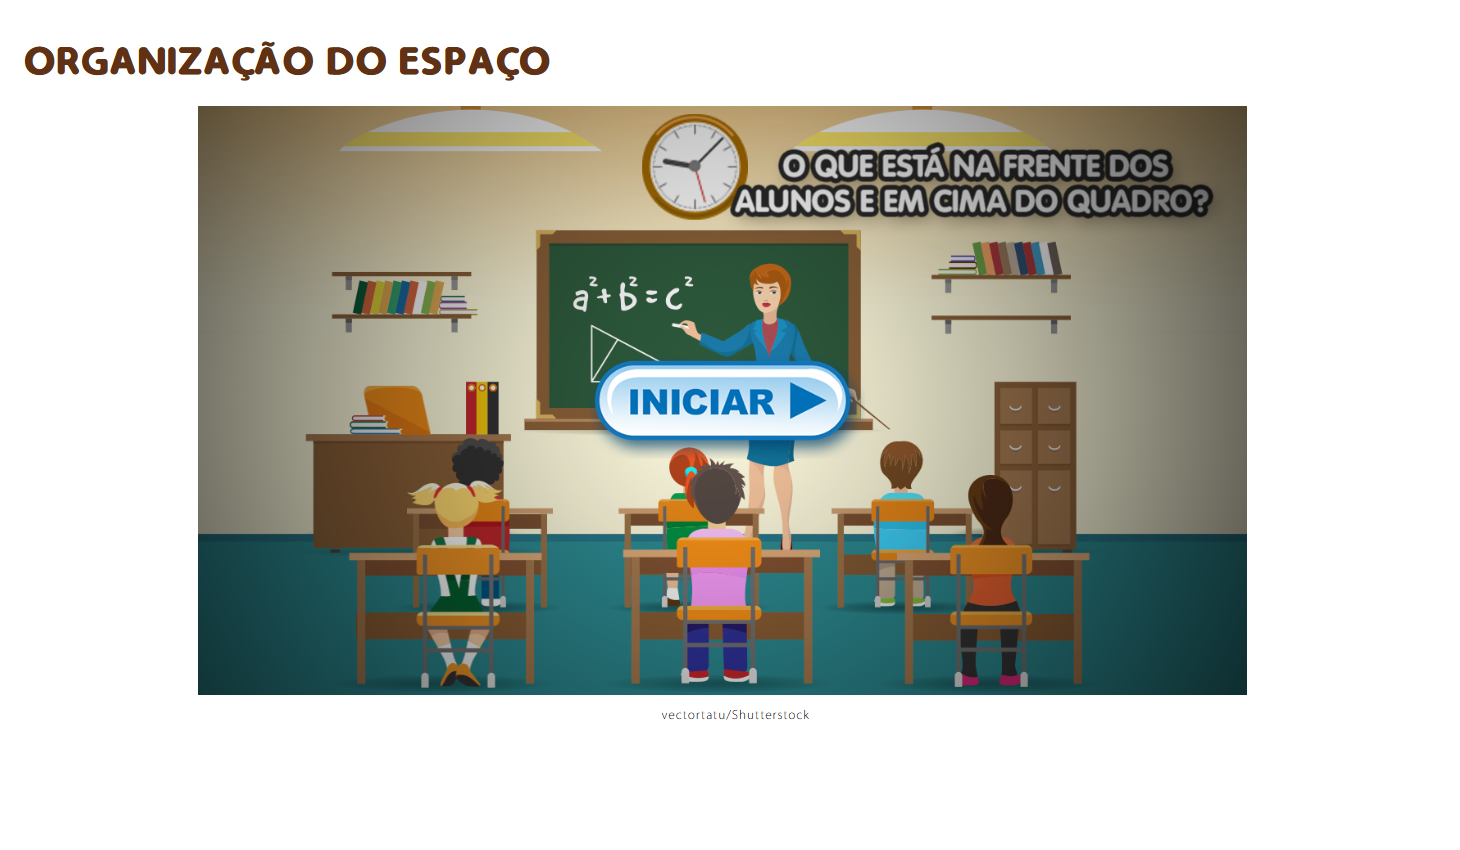 ORGANIZAÇÃO DO ESPAÇO
O QUE ESTÁ NA FRENTE DOS
ALUNOS E EM CIMA DO QUADRO?
a² + b² = c²
INICIAR
vectortatu/Shutterstock